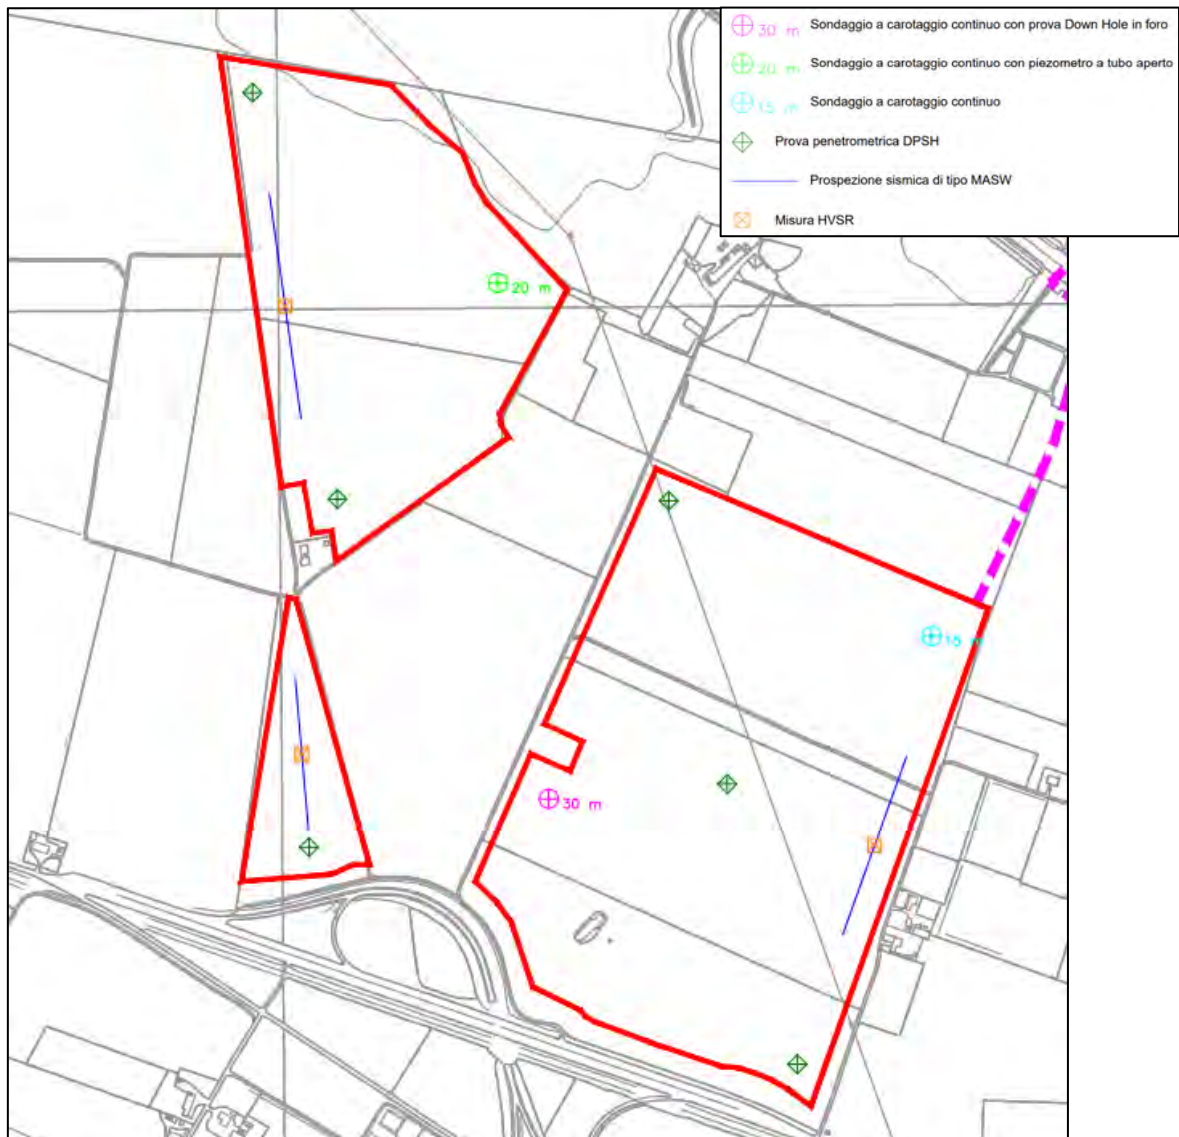 30 m Sondaggio a carotaggio continuo con prova Down Hole in foro
20 m Sondaggio a carotaggio continuo con piezometro a tubo aperto
15 m Sondaggio a carotaggio continuo
Prova penetrometrica DPSH
Prospezione sismica di tipo MASW
Misura HVSR
20 m
15 m
30 m